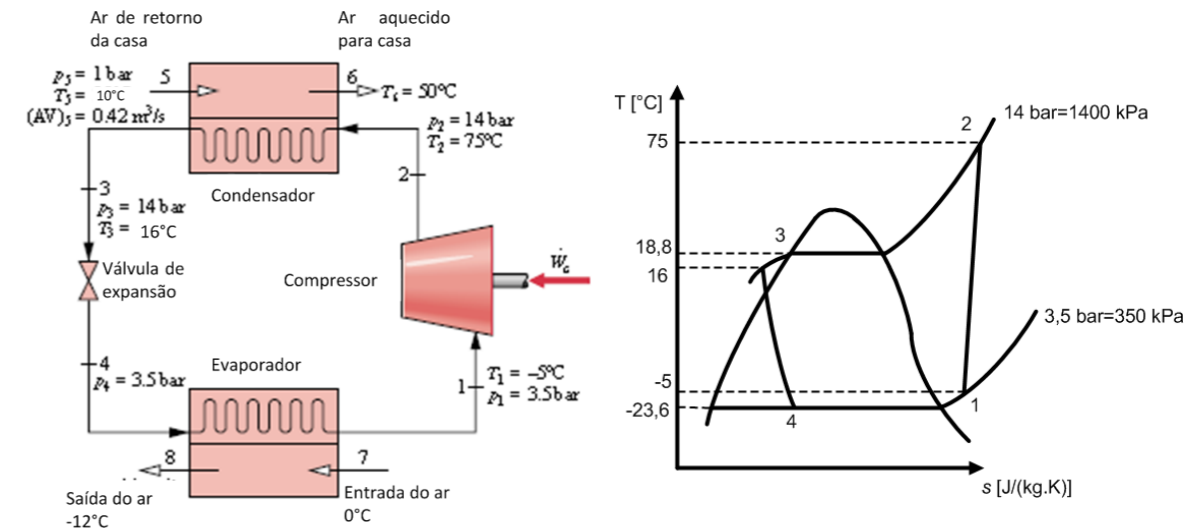 Ar de retorno
da casa
Ar aquecido
para casa
p5 = 1 bar
T5 = 10°C
(AV)5 = 0.42 m³/s
5
6
T6 = 50°C
p2 = 14 bar
T2 = 75°C
2
3
p3 = 14 bar
T3 = 16°C
Condensador
Válvula de
expansão
Compressor
Ẇc
4
p4 = 3.5 bar
Evaporador
1
T1 = –5°C
p1 = 3.5 bar
8
7
Saída do ar
-12°C
Entrada do ar
0°C
T [°C]
75
2
14 bar=1400 kPa
18,8
3
16
3,5 bar=350 kPa
-5
-23,6
4
1
s [J/(kg.K)]